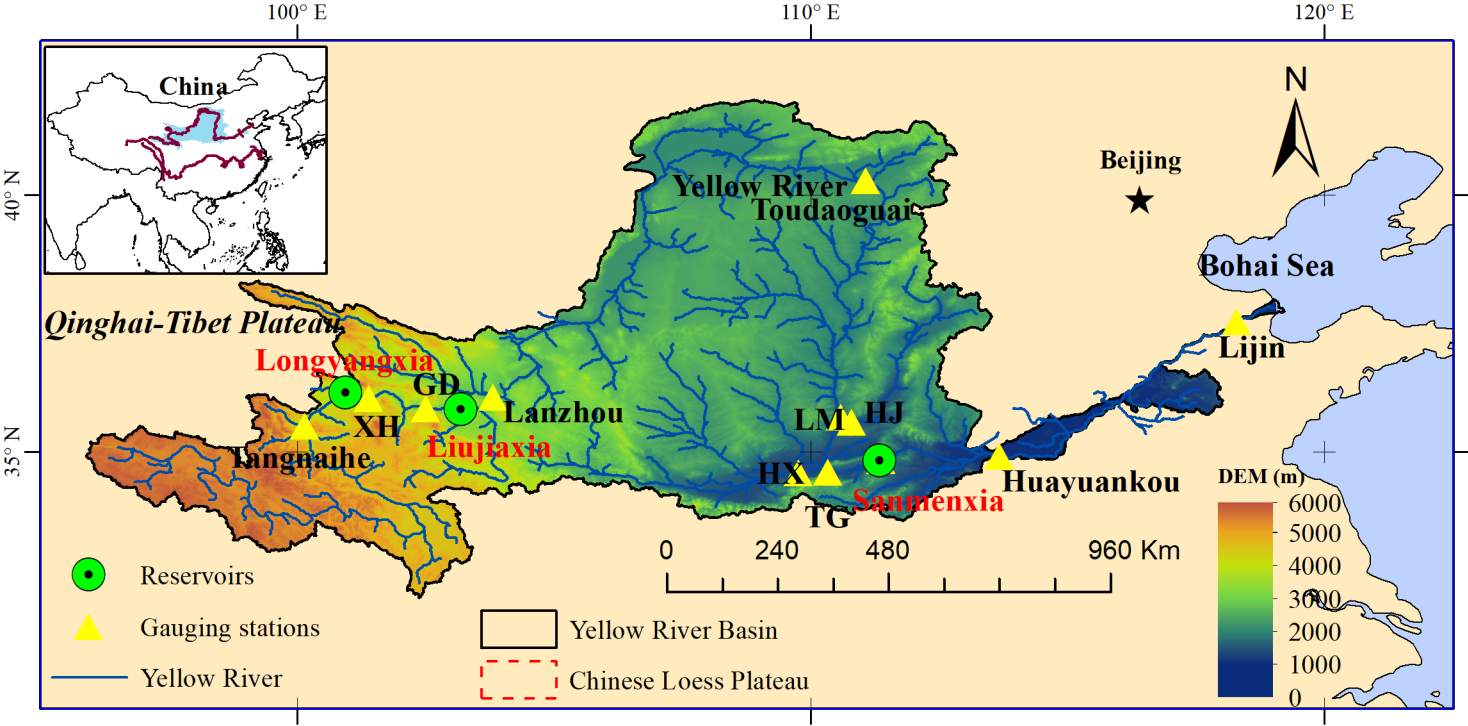 100° E
110° E
120° E
China
N
Beijing
40° N
Yellow River
Toudaoguai
Bohai Sea
Qinghai-Tibet Plateau
Lijin
Longyangxia
GD
Lanzhou
XH
LM
HJ
Liujiaxia
35° N
Tangnaihe
HX
Huayuankou
Sanmenxia
TG
DEM (m)
6000
5000
4000
3000
2000
1000
0
0
240
480
960 Km
Reservoirs
Gauging stations
Yellow River
Yellow River Basin
Chinese Loess Plateau